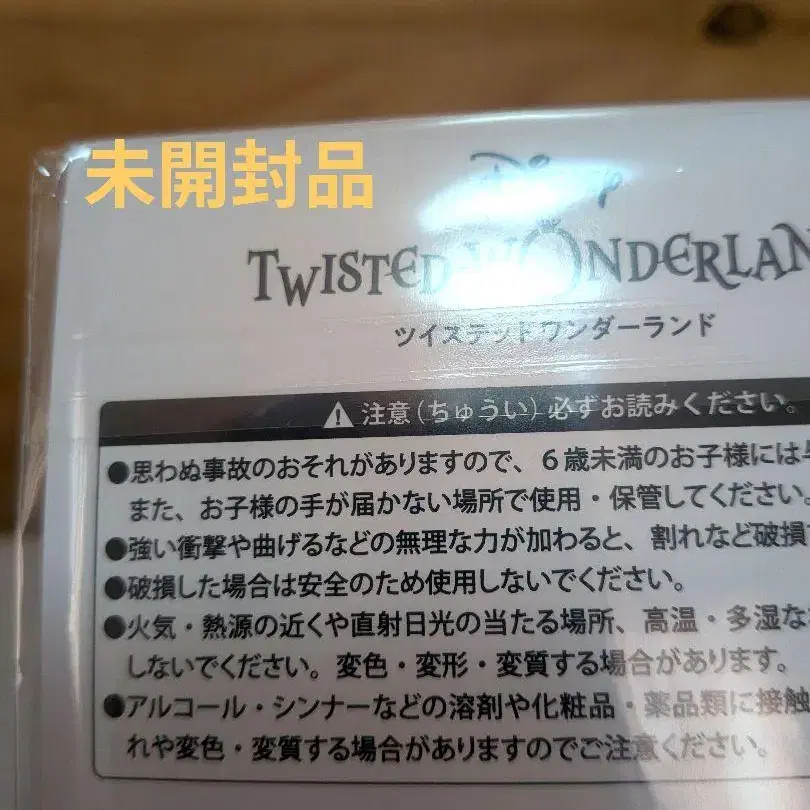 未開封品
Disney
TWISTED WONDERLAN
ツイステッドワンダーランド
注意(ちゅうい)必ずお読みください。
●思わぬ事故のおそれがありますので、6歳未満のお子様には
また、お子様の手が届かない場所で使用・保管してください。
●強い衝撃や曲げるなどの無理な力が加わると、割れなど破損
●破損した場合は安全のため使用しないでください。
●火気・熱源の近くや直射日光の当たる場所、高温・多湿な
しないでください。変色・変形・変質する場合があります。
●アルコール・シンナーなどの溶剤や化粧品・薬品類に接触
れや変色・変質する場合がありますのでご注意ください。